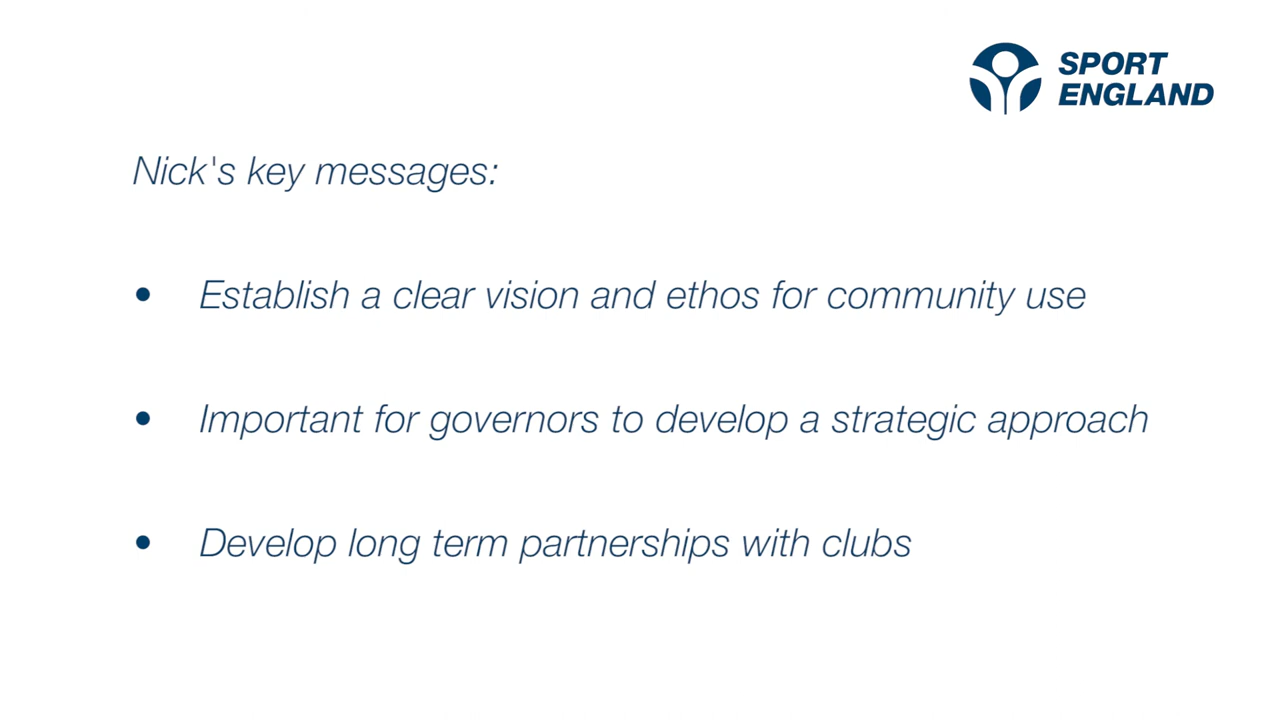 SPORT
ENGLAND
Nick's key messages:
• Establish a clear vision and ethos for community use
• Important for governors to develop a strategic approach
• Develop long term partnerships with clubs